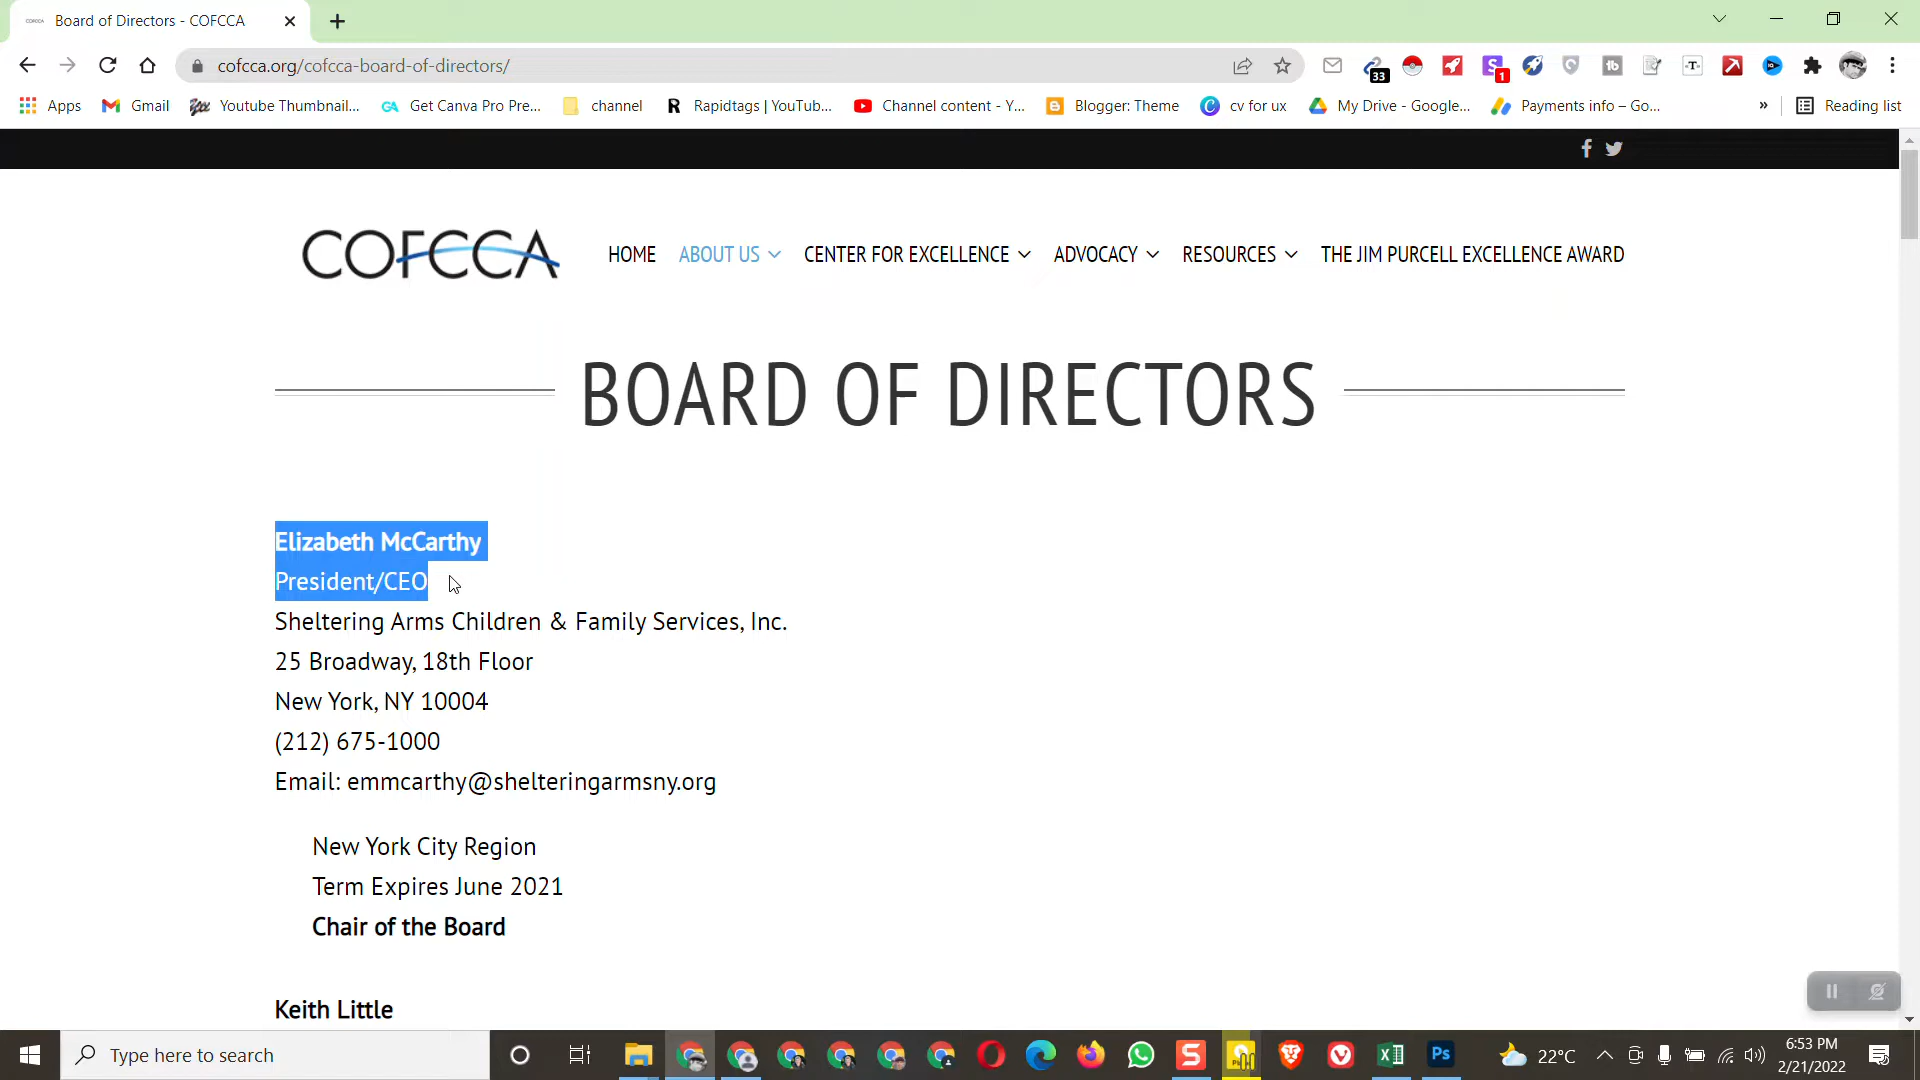 Board of Directors - COFCCA
cofcca.org/cofcca-board-of-directors/
33
1
Apps
Gmail
Youtube Thumbnail...
Get Canva Pro Pre...
channel
Rapidtags | YouTub...
Channel content - Y...
Blogger: Theme
cv for ux
My Drive - Google...
Payments info – Go...
»
Reading list
COFCCA
HOME
ABOUT US
CENTER FOR EXCELLENCE
ADVOCACY
RESOURCES
THE JIM PURCELL EXCELLENCE AWARD
BOARD OF DIRECTORS
Elizabeth McCarthy
President/CEO
Sheltering Arms Children & Family Services, Inc.
25 Broadway, 18th Floor
New York, NY 10004
(212) 675-1000
Email: emmcarthy@shelteringarmsny.org
New York City Region
Term Expires June 2021
Chair of the Board
Keith Little
Type here to search
22°C
6:53 PM
2/21/2022